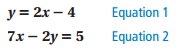 y = 2x – 4 Equation 1
7x – 2y = 5 Equation 2